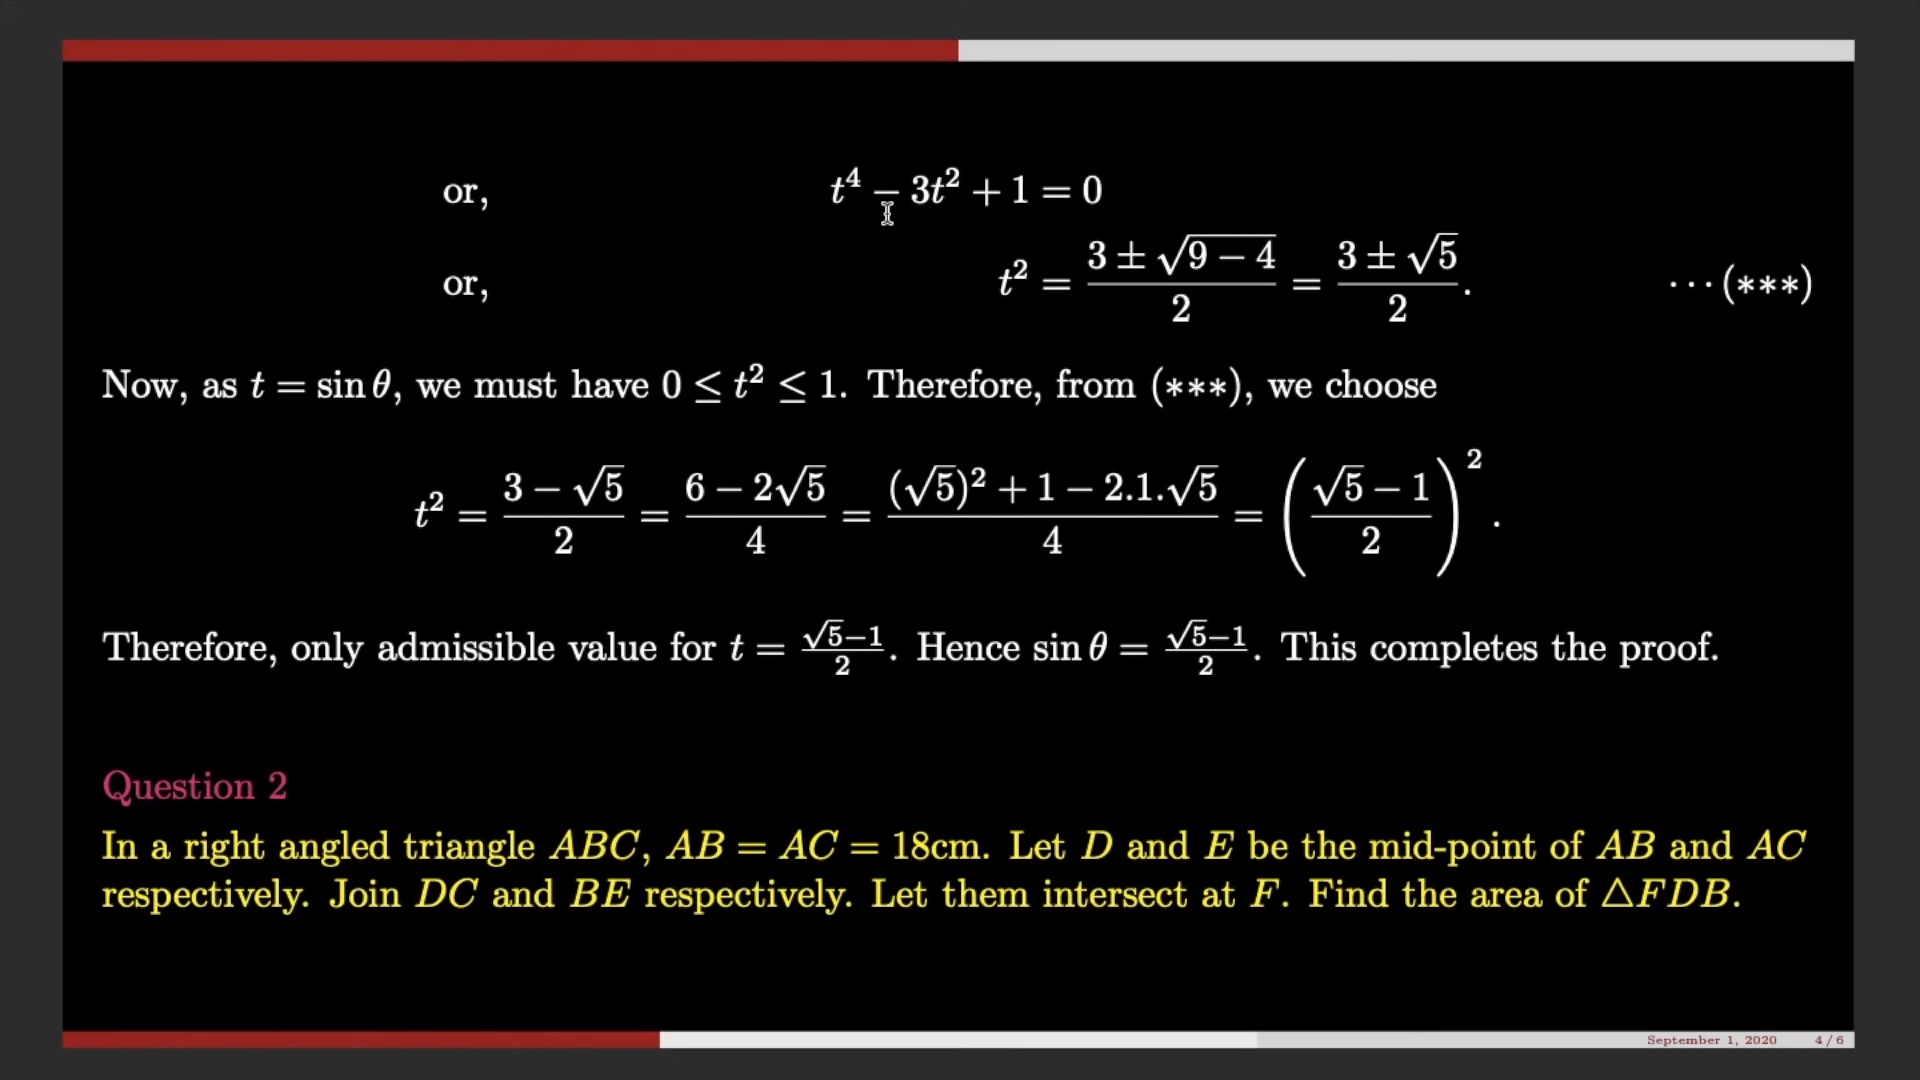 or, t⁴ − 3t² + 1 = 0
or, t² = (3 ± √(9 − 4))/2 = (3 ± √5)/2. ⋯(∗∗∗)
Now, as t = sin θ, we must have 0 ≤ t² ≤ 1. Therefore, from (∗∗∗), we choose
t² = (3 − √5)/2 = (6 − 2√5)/4 = ((√5)² + 1 − 2.1.√5)/4 = ((√5 − 1)/2)².
Therefore, only admissible value for t = (√5−1)/2. Hence sin θ = (√5−1)/2. This completes the proof.
Question 2
In a right angled triangle ABC, AB = AC = 18cm. Let D and E be the mid-point of AB and AC
respectively. Join DC and BE respectively. Let them intersect at F. Find the area of △FDB.
September 1, 2020 4 / 6